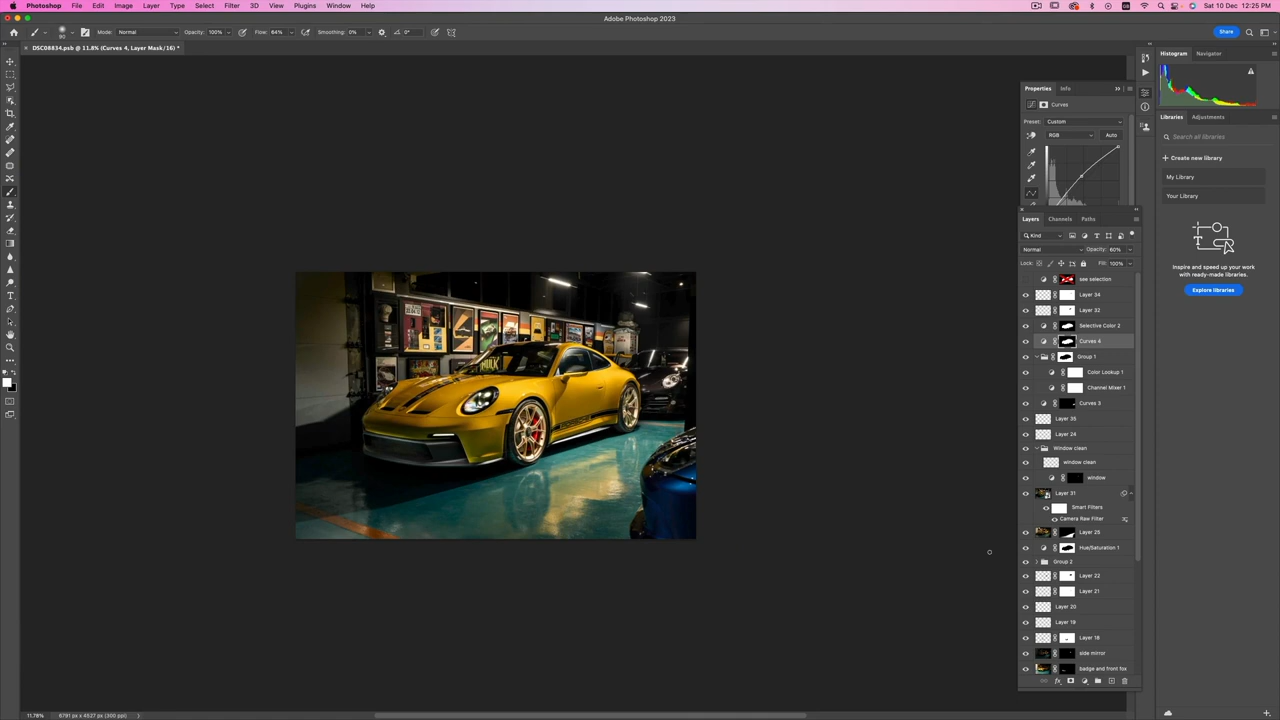 Photoshop File Edit Image Layer Type Select Filter 3D View Plugins Window Help
Sat 10 Dec 12:25 PM
Adobe Photoshop 2023
Mode: Normal Opacity: 100% Flow: 64% Smoothing: 0% 0°
Share
DSC08834.psb @ 11.8% (Curves 4, Layer Mask/16) *
Histogram Navigator
Properties Info
Curves
Preset: Custom
RGB Auto
Libraries Adjustments
Search all libraries
Create new library
My Library
Your Library
Inspire and speed up your work
with ready-made libraries.
Explore libraries
Layers Channels Paths
Kind
Normal Opacity: 60%
Lock: Fill: 100%
see selection
Layer 34
Layer 32
Selective Color 2
Curves 4
Group 1
Color Lookup 1
Channel Mixer 1
Curves 3
Layer 35
Layer 24
Window clean
window clean
window
Layer 31
Smart Filters
Camera Raw Filter
Layer 25
Hue/Saturation 1
Group 2
Layer 22
Layer 21
Layer 20
Layer 19
Layer 18
side mirror
badge and front fox
11.78% 6791 px x 4527 px (300 ppi)